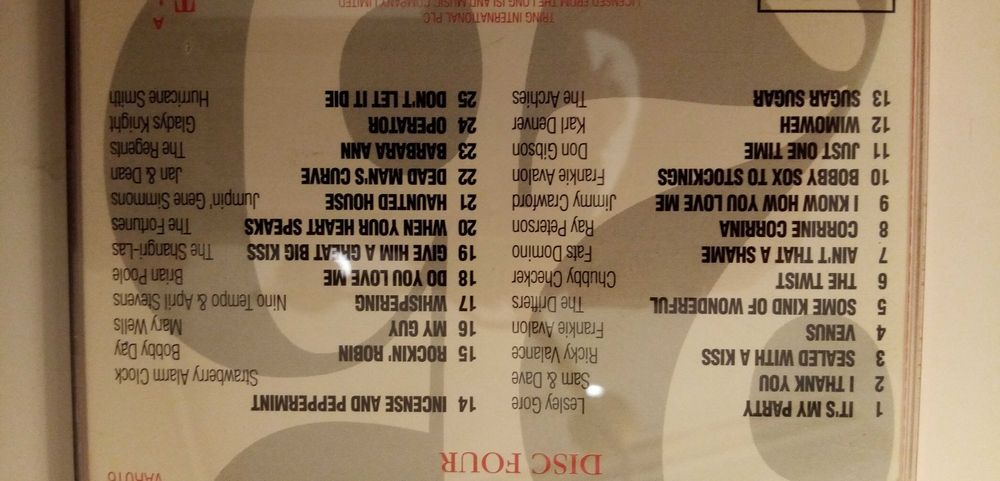 VAR016
DISC FOUR
1 IT'S MY PARTY Lesley Gore
2 I THANK YOU Sam & Dave
3 SEALED WITH A KISS Ricky Valance
4 VENUS Frankie Avalon
5 SOME KIND OF WONDERFUL The Drifters
6 THE TWIST Chubby Checker
7 AIN'T THAT A SHAME Fats Domino
8 CORRINE CORRINA Ray Peterson
9 I KNOW HOW YOU LOVE ME Jimmy Crawford
10 BOBBY SOX TO STOCKINGS Frankie Avalon
11 JUST ONE TIME Don Gibson
12 WIMOWEH Karl Denver
13 SUGAR SUGAR The Archies
14 INCENSE AND PEPPERMINT
Strawberry Alarm Clock
15 ROCKIN' ROBIN Bobby Day
16 MY GUY Mary Wells
17 WHISPERING Nino Tempo & April Stevens
18 DO YOU LOVE ME Brian Poole
19 GIVE HIM A GREAT BIG KISS The Shangri-Las
20 WHEN YOUR HEART SPEAKS The Fortunes
21 HAUNTED HOUSE Jumpin' Gene Simmons
22 DEAD MAN'S CURVE Jan & Dean
23 BARBARA ANN The Regents
24 OPERATOR Gladys Knight
25 DON'T LET IT DIE Hurricane Smith
TRING INTERNATIONAL PLC
LICENSED FROM THE LONG ISLAND MUSIC COMPANY LIMITED
A